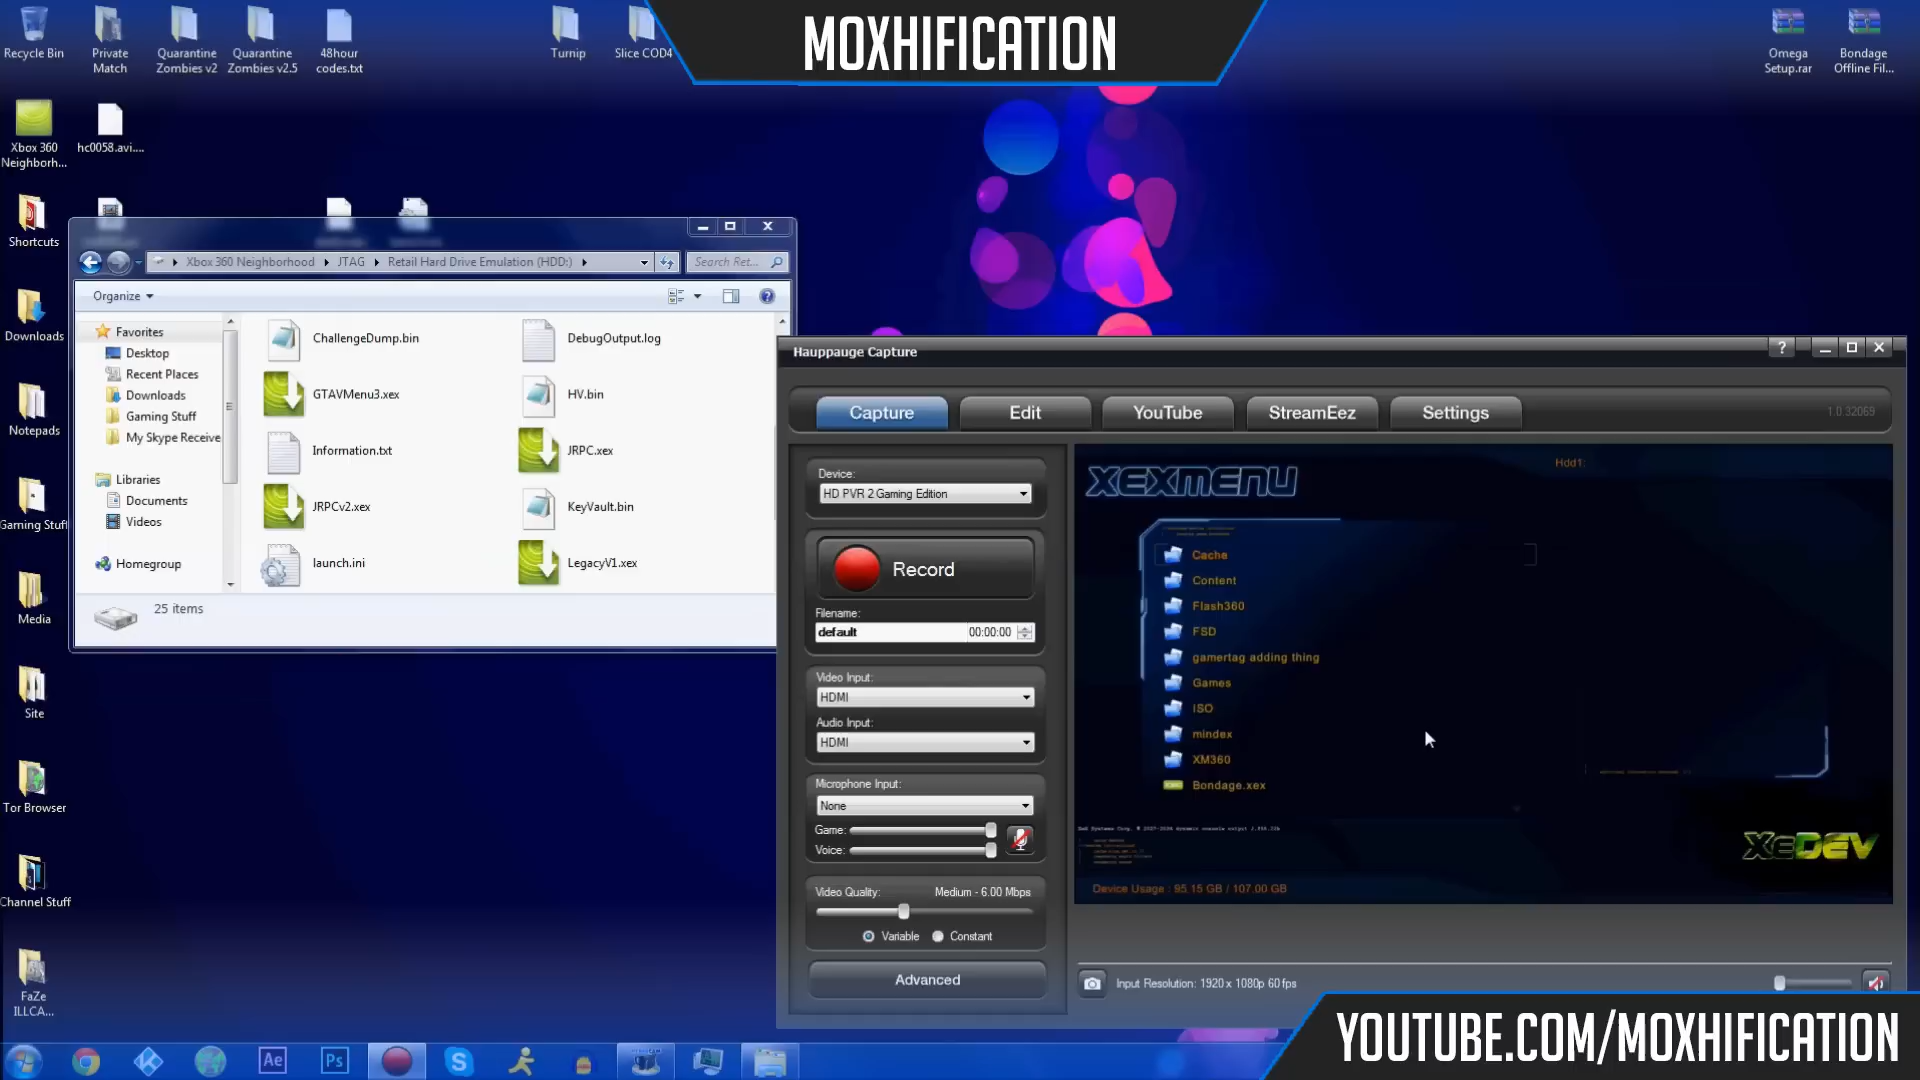 MOXHIFICATION
Recycle Bin
Private
Match
Quarantine
Zombies v2
Quarantine
Zombies v2.5
48hour
codes.txt
Turnip
Slice COD4
Omega
Setup.rar
Bondage
Offline Fil...
Xbox 360
Neighborh...
hc0058.avi....
Shortcuts
Downloads
Notepads
Gaming Stuff
Media
Site
Tor Browser
Channel Stuff
FaZe
ILLCA...
Xbox 360 Neighborhood
JTAG
Retail Hard Drive Emulation (HDD:)
Search Ret...
Organize
Favorites
Desktop
Recent Places
Downloads
Gaming Stuff
My Skype Receive
Libraries
Documents
Videos
Homegroup
ChallengeDump.bin
DebugOutput.log
GTAVMenu3.xex
HV.bin
Information.txt
JRPC.xex
JRPCv2.xex
KeyVault.bin
launch.ini
LegacyV1.xex
25 items
Hauppauge Capture
Capture
Edit
YouTube
StreamEez
Settings
1.0.32069
Device:
HD PVR 2 Gaming Edition
Record
Filename:
default
00:00:00
Video Input:
HDMI
Audio Input:
HDMI
Microphone Input:
None
Game:
Voice:
Video Quality:
Medium - 6.00 Mbps
Variable
Constant
Advanced
XEXMENU
Hdd1:
Cache
Content
Flash360
FSD
gamertag adding thing
Games
ISO
mindex
XM360
Bondage.xex
XeDEV
Device Usage : 95.15 GB / 107.00 GB
Input Resolution: 1920 x 1080p 60 fps
Ae
Ps
YOUTUBE.COM/MOXHIFICATION